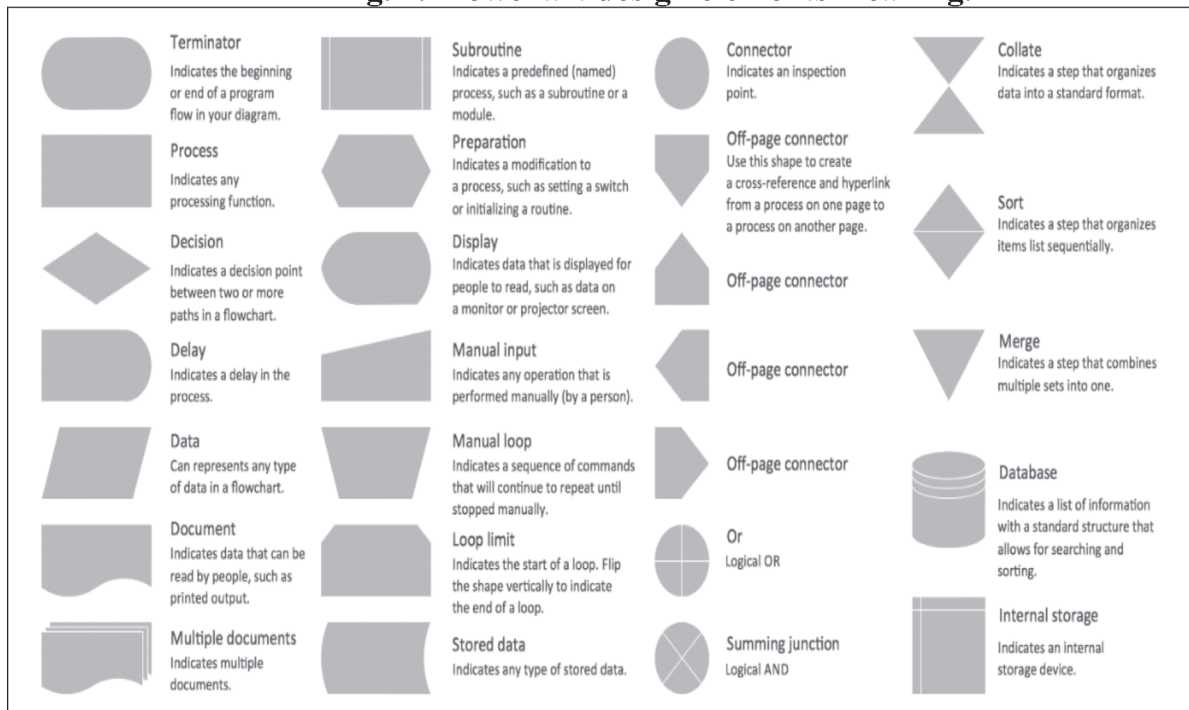 Terminator
Indicates the beginning
or end of a program
flow in your diagram.
Process
Indicates any
processing function.
Decision
Indicates a decision point
between two or more
paths in a flowchart.
Delay
Indicates a delay in the
process.
Data
Can represents any type
of data in a flowchart.
Document
Indicates data that can be
read by people, such as
printed output.
Multiple documents
Indicates multiple
documents.
Subroutine
Indicates a predefined (named)
process, such as a subroutine or a
module.
Preparation
Indicates a modification to
a process, such as setting a switch
or initializing a routine.
Display
Indicates data that is displayed for
people to read, such as data on
a monitor or projector screen.
Manual input
Indicates any operation that is
performed manually (by a person).
Manual loop
Indicates a sequence of commands
that will continue to repeat until
stopped manually.
Loop limit
Indicates the start of a loop. Flip
the shape vertically to indicate
the end of a loop.
Stored data
Indicates any type of stored data.
Connector
Indicates an inspection
point.
Off-page connector
Use this shape to create
a cross-reference and hyperlink
from a process on one page to
a process on another page.
Off-page connector
Off-page connector
Off-page connector
Or
Logical OR
Summing junction
Logical AND
Collate
Indicates a step that organizes
data into a standard format.
Sort
Indicates a step that organizes
items list sequentially.
Merge
Indicates a step that combines
multiple sets into one.
Database
Indicates a list of information
with a standard structure that
allows for searching and
sorting.
Internal storage
Indicates an internal
storage device.